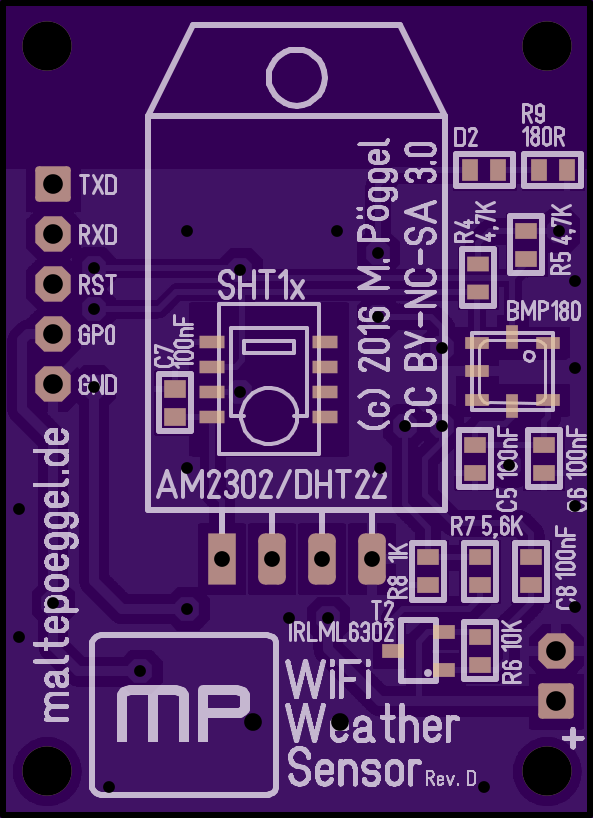 R9
180R
D2
TXD
RXD
RST
GPO
GND
R4
4,7K
R5 4,7K
(c) 2016 M.Pöggel
CC BY-NC-SA 3.0
SHT1x
BMP180
C7
100nF
AM2302/DHT22
C5 100nF
C6 100nF
maltepoeggel.de
R7 5,6K
R8 1K
C8 100nF
T2
IRLML6302
R6 10K
MP
WiFi
Weather
Sensor Rev. D
+